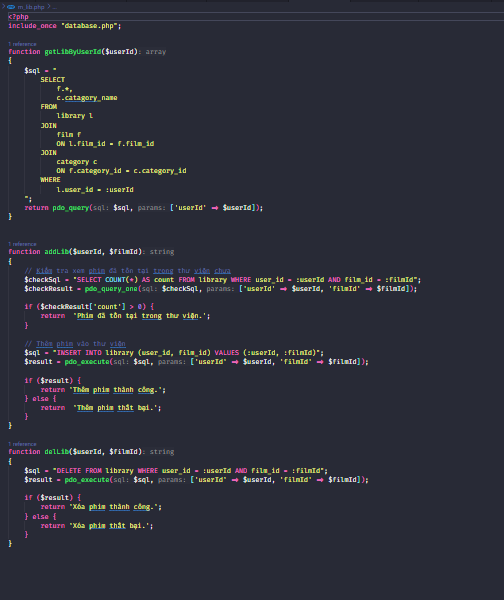 m_lib.php > ...
<?php
include_once "database.php";
1 reference
function getLibByUserId($userId): array
{
$sql = "
SELECT
f.*,
c.catagory_name
FROM
library l
JOIN
film f
ON l.film_id = f.film_id
JOIN
category c
ON f.category_id = c.category_id
WHERE
l.user_id = :userId
";
return pdo_query(sql: $sql, params: ['userId' => $userId]);
}
1 reference
function addLib($userId, $filmId): string
{
// Kiểm tra xem phim đã tồn tại trong thư viện chưa
$checkSql = "SELECT COUNT(*) AS count FROM library WHERE user_id = :userId AND film_id = :filmId";
$checkResult = pdo_query_one(sql: $checkSql, params: ['userId' => $userId, 'filmId' => $filmId]);
if ($checkResult['count'] > 0) {
return 'Phim đã tồn tại trong thư viện.';
}
// Thêm phim vào thư viện
$sql = "INSERT INTO library (user_id, film_id) VALUES (:userId, :filmId)";
$result = pdo_execute(sql: $sql, params: ['userId' => $userId, 'filmId' => $filmId]);
if ($result) {
return 'Thêm phim thành công.';
} else {
return 'Thêm phim thất bại.';
}
}
1 reference
function delLib($userId, $filmId): string
{
$sql = "DELETE FROM library WHERE user_id = :userId AND film_id = :filmId";
$result = pdo_execute(sql: $sql, params: ['userId' => $userId, 'filmId' => $filmId]);
if ($result) {
return 'Xóa phim thành công.';
} else {
return 'Xóa phim thất bại.';
}
}